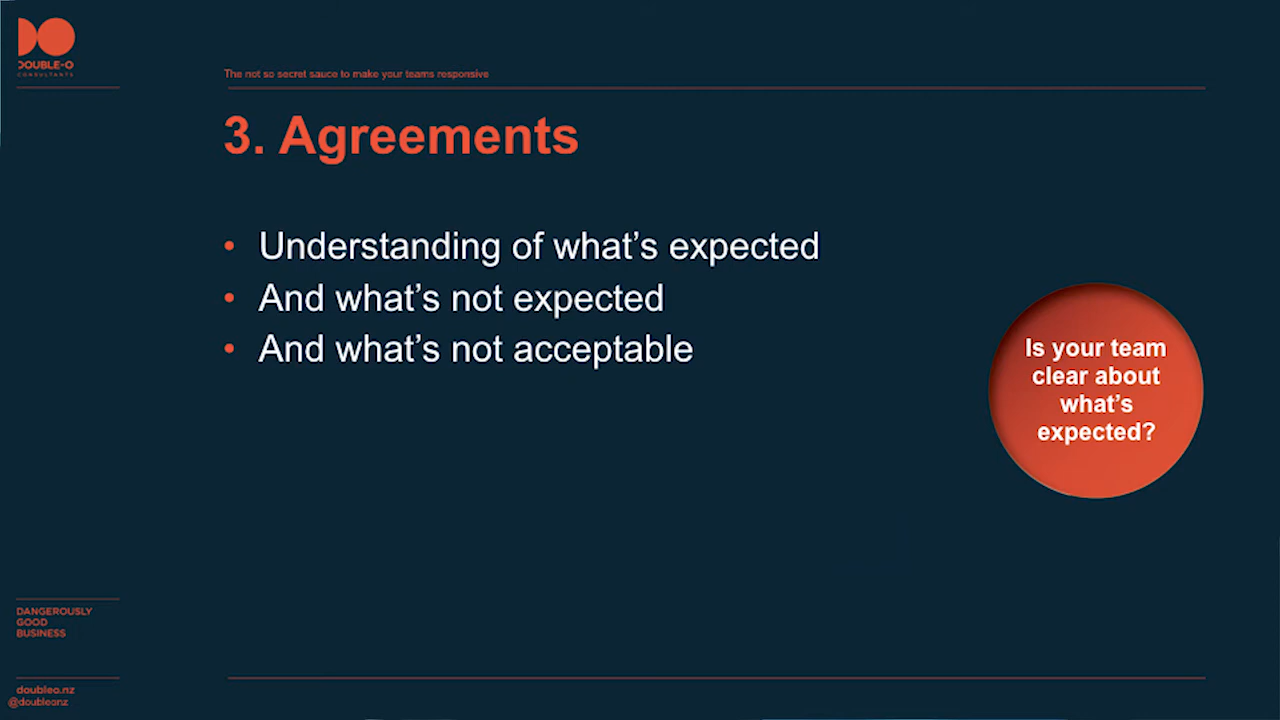 DOUBLE-O
CONSULTANTS
The not so secret sauce to make your teams responsive
3. Agreements
• Understanding of what’s expected
• And what’s not expected
• And what’s not acceptable
Is your team
clear about
what’s
expected?
DANGEROUSLY
GOOD
BUSINESS
doubleo.nz
@doubleonz